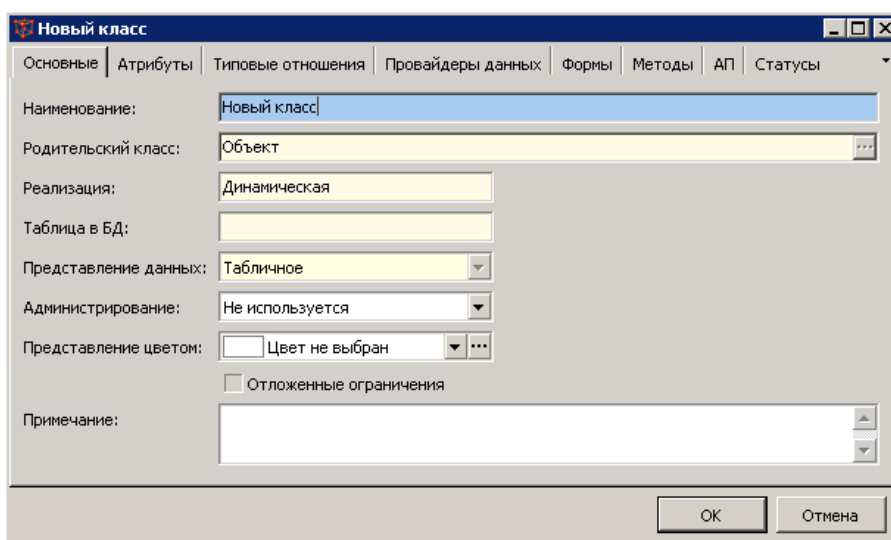 Новый класс
Основные Атрибуты Типовые отношения Провайдеры данных Формы Методы АП Статусы
Наименование: Новый класс
Родительский класс: Объект
Реализация: Динамическая
Таблица в БД:
Представление данных: Табличное
Администрирование: Не используется
Представление цветом: Цвет не выбран
Отложенные ограничения
Примечание:
ОК Отмена